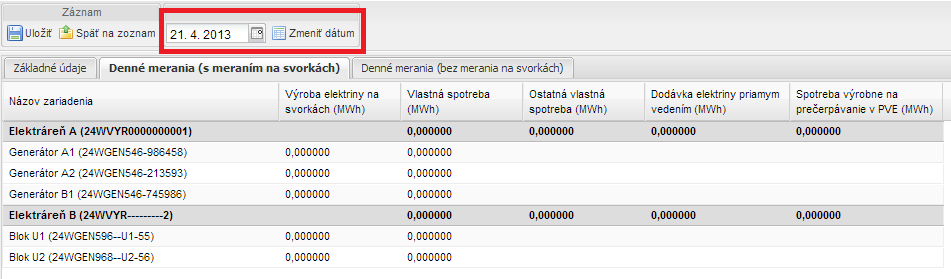 Záznam
Uložiť Späť na zoznam 21. 4. 2013 Zmeniť dátum
Základné údaje Denné merania (s meraním na svorkách) Denné merania (bez merania na svorkách)
Názov zariadenia Výroba elektriny na svorkách (MWh) Vlastná spotreba (MWh) Ostatná vlastná spotreba (MWh) Dodávka elektriny priamym vedením (MWh) Spotreba výrobne na prečerpávanie v PVE (MWh)
Elektráreň A (24WVYR0000000001) 0,000000 0,000000 0,000000 0,000000
Generátor A1 (24WGEN546-986458) 0,000000 0,000000
Generátor A2 (24WGEN546-213593) 0,000000 0,000000
Generátor B1 (24WGEN546-745986) 0,000000 0,000000
Elektráreň B (24WVYR---------2) 0,000000 0,000000 0,000000 0,000000
Blok U1 (24WGEN596--U1-55) 0,000000 0,000000
Blok U2 (24WGEN968--U2-56) 0,000000 0,000000